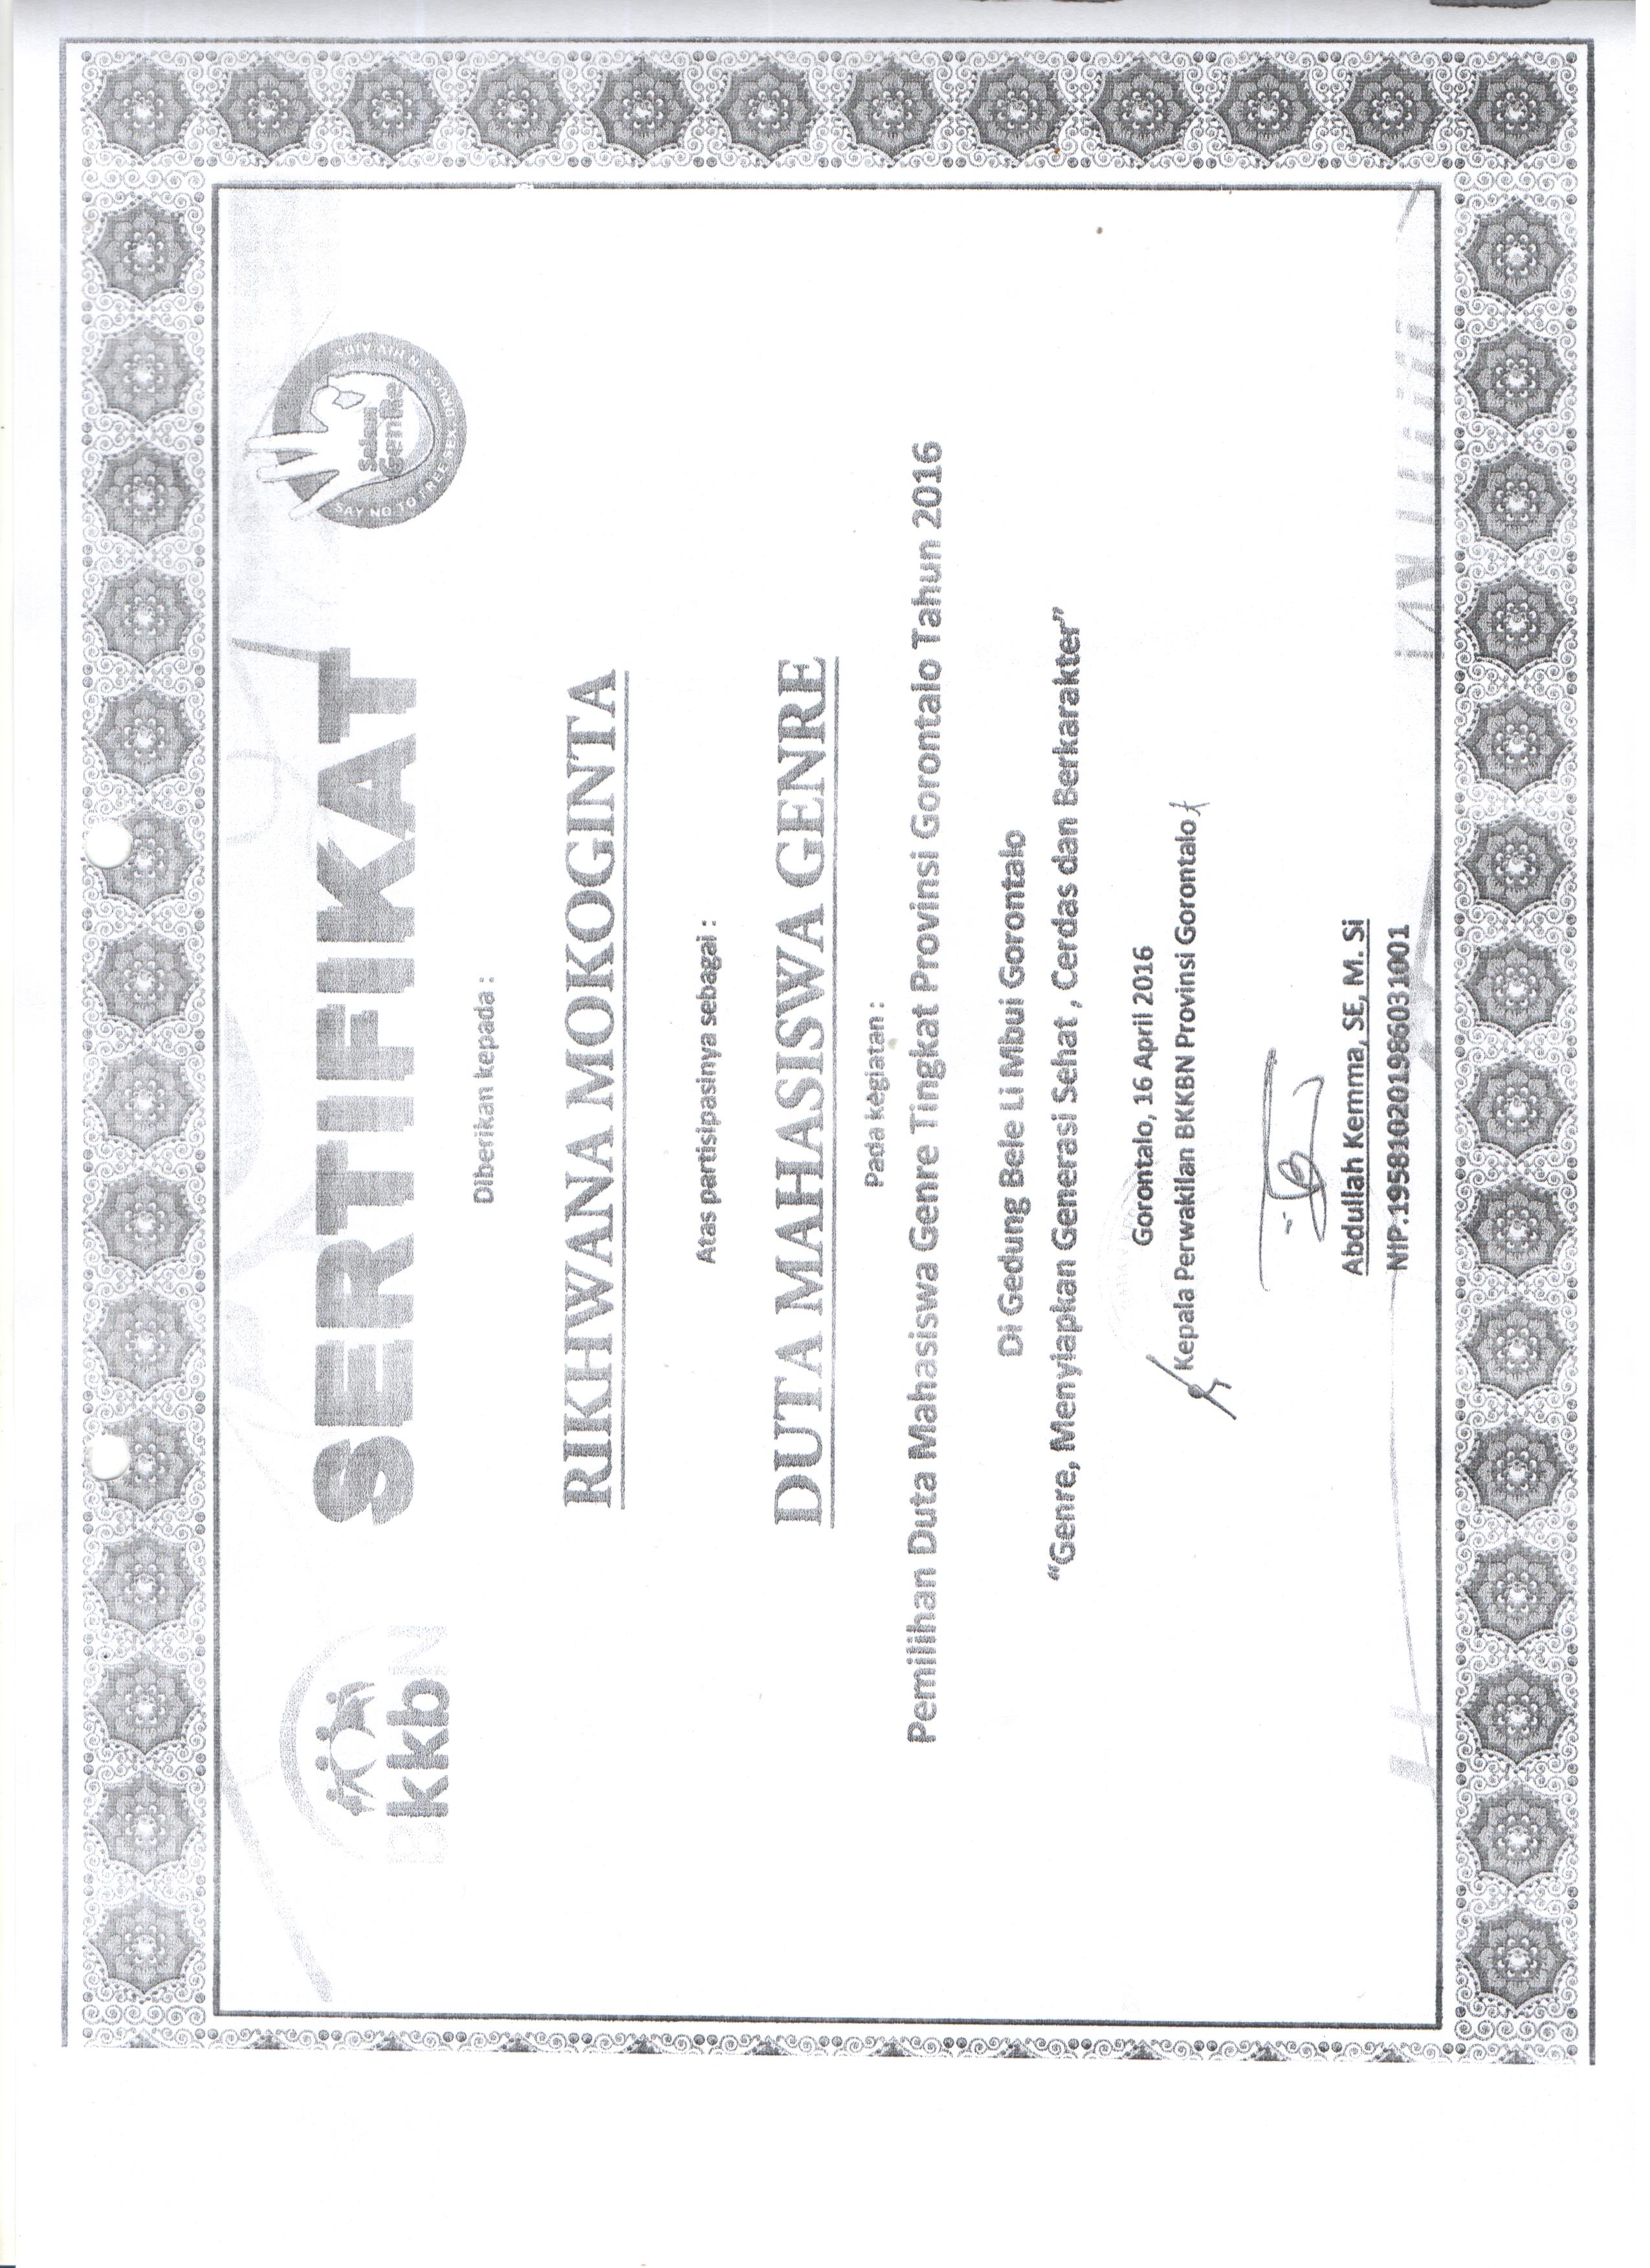 BkkbN
SERTIFIKAT
SAY NO TO FREE SEX, DRUGS, N HIV AIDS
Salam
GenRe
Diberikan kepada :
RIKHWANA MOKOGINTA
Atas partisipasinya sebagai :
DUTA MAHASISWA GENRE
Pada kegiatan :
Pemilihan Duta Mahasiswa Genre Tingkat Provinsi Gorontalo Tahun 2016
Di Gedung Bele Li Mbui Gorontalo
“Genre, Menyiapkan Generasi Sehat , Cerdas dan Berkarakter”
Gorontalo, 16 April 2016
Kepala Perwakilan BKKBN Provinsi Gorontalo
Abdullah Kemma, SE, M. Si
NIP.195810201986031001